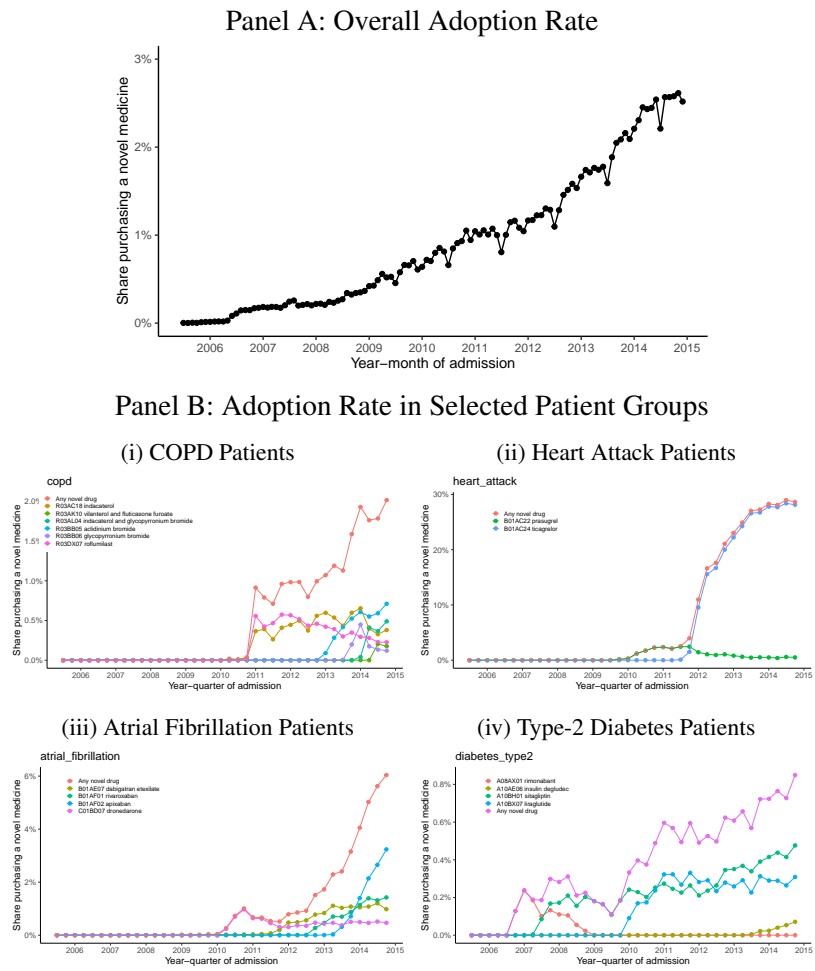 Panel A: Overall Adoption Rate
3%
2%
1%
0%
Share purchasing a novel medicine
2006 2007 2008 2009 2010 2011 2012 2013 2014 2015
Year−month of admission
Panel B: Adoption Rate in Selected Patient Groups
(i) COPD Patients
copd
Any novel drug
R03AC18 indacaterol
R03AK10 vilanterol and fluticasone furoate
R03AL04 indacaterol and glycopyrronium bromide
R03BB05 aclidinium bromide
R03BB06 glycopyrronium bromide
R03DX07 roflumilast
2.0%
1.5%
1.0%
0.5%
0.0%
Share purchasing a novel medicine
2006 2007 2008 2009 2010 2011 2012 2013 2014 2015
Year−quarter of admission
(ii) Heart Attack Patients
heart_attack
Any novel drug
B01AC22 prasugrel
B01AC24 ticagrelor
30%
20%
10%
0%
Share purchasing a novel medicine
2006 2007 2008 2009 2010 2011 2012 2013 2014 2015
Year−quarter of admission
(iii) Atrial Fibrillation Patients
atrial_fibrillation
Any novel drug
B01AE07 dabigatran etexilate
B01AF01 rivaroxaban
B01AF02 apixaban
C01BD07 dronedarone
6%
4%
2%
0%
Share purchasing a novel medicine
2006 2007 2008 2009 2010 2011 2012 2013 2014 2015
Year−quarter of admission
(iv) Type-2 Diabetes Patients
diabetes_type2
A08AX01 rimonabant
A10AE06 insulin degludec
A10BH01 sitagliptin
A10BX07 liraglutide
Any novel drug
0.8%
0.6%
0.4%
0.2%
0.0%
Share purchasing a novel medicine
2006 2007 2008 2009 2010 2011 2012 2013 2014 2015
Year−quarter of admission